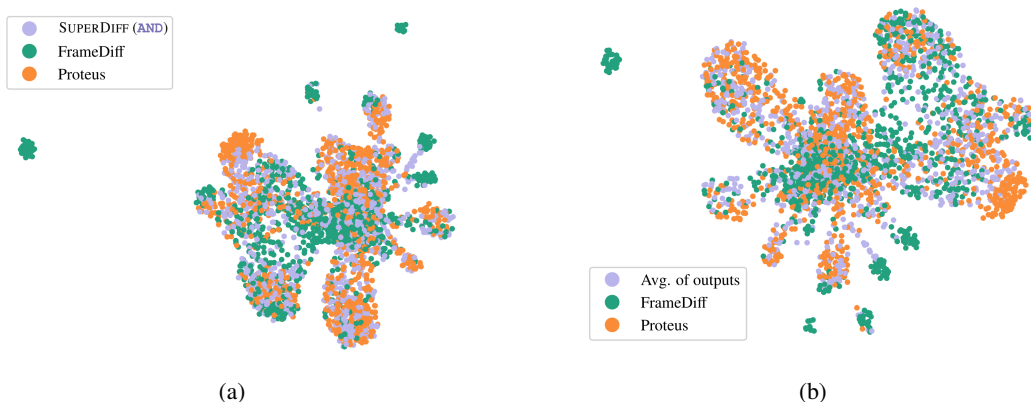 SUPERDIFF (AND)
FrameDiff
Proteus
Avg. of outputs
FrameDiff
Proteus
(a)
(b)